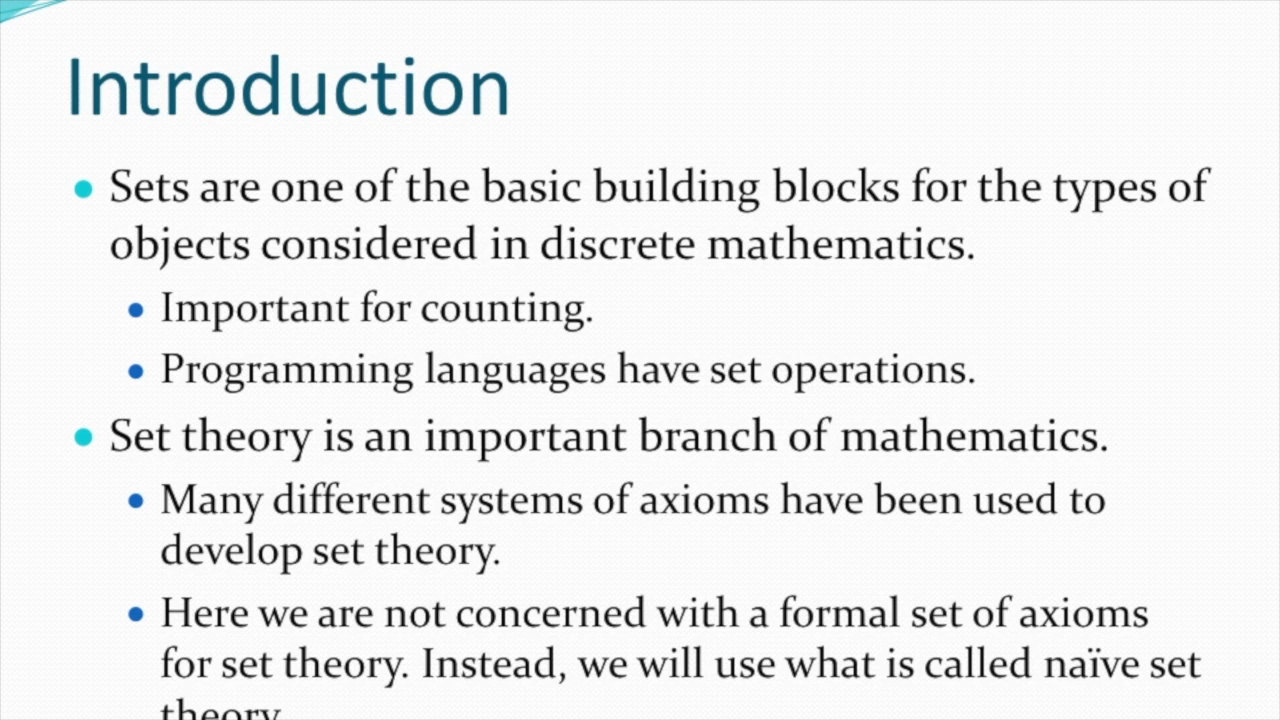 Introduction
Sets are one of the basic building blocks for the types of
objects considered in discrete mathematics.
Important for counting.
Programming languages have set operations.
Set theory is an important branch of mathematics.
Many different systems of axioms have been used to
develop set theory.
Here we are not concerned with a formal set of axioms
for set theory. Instead, we will use what is called naïve set
theory.